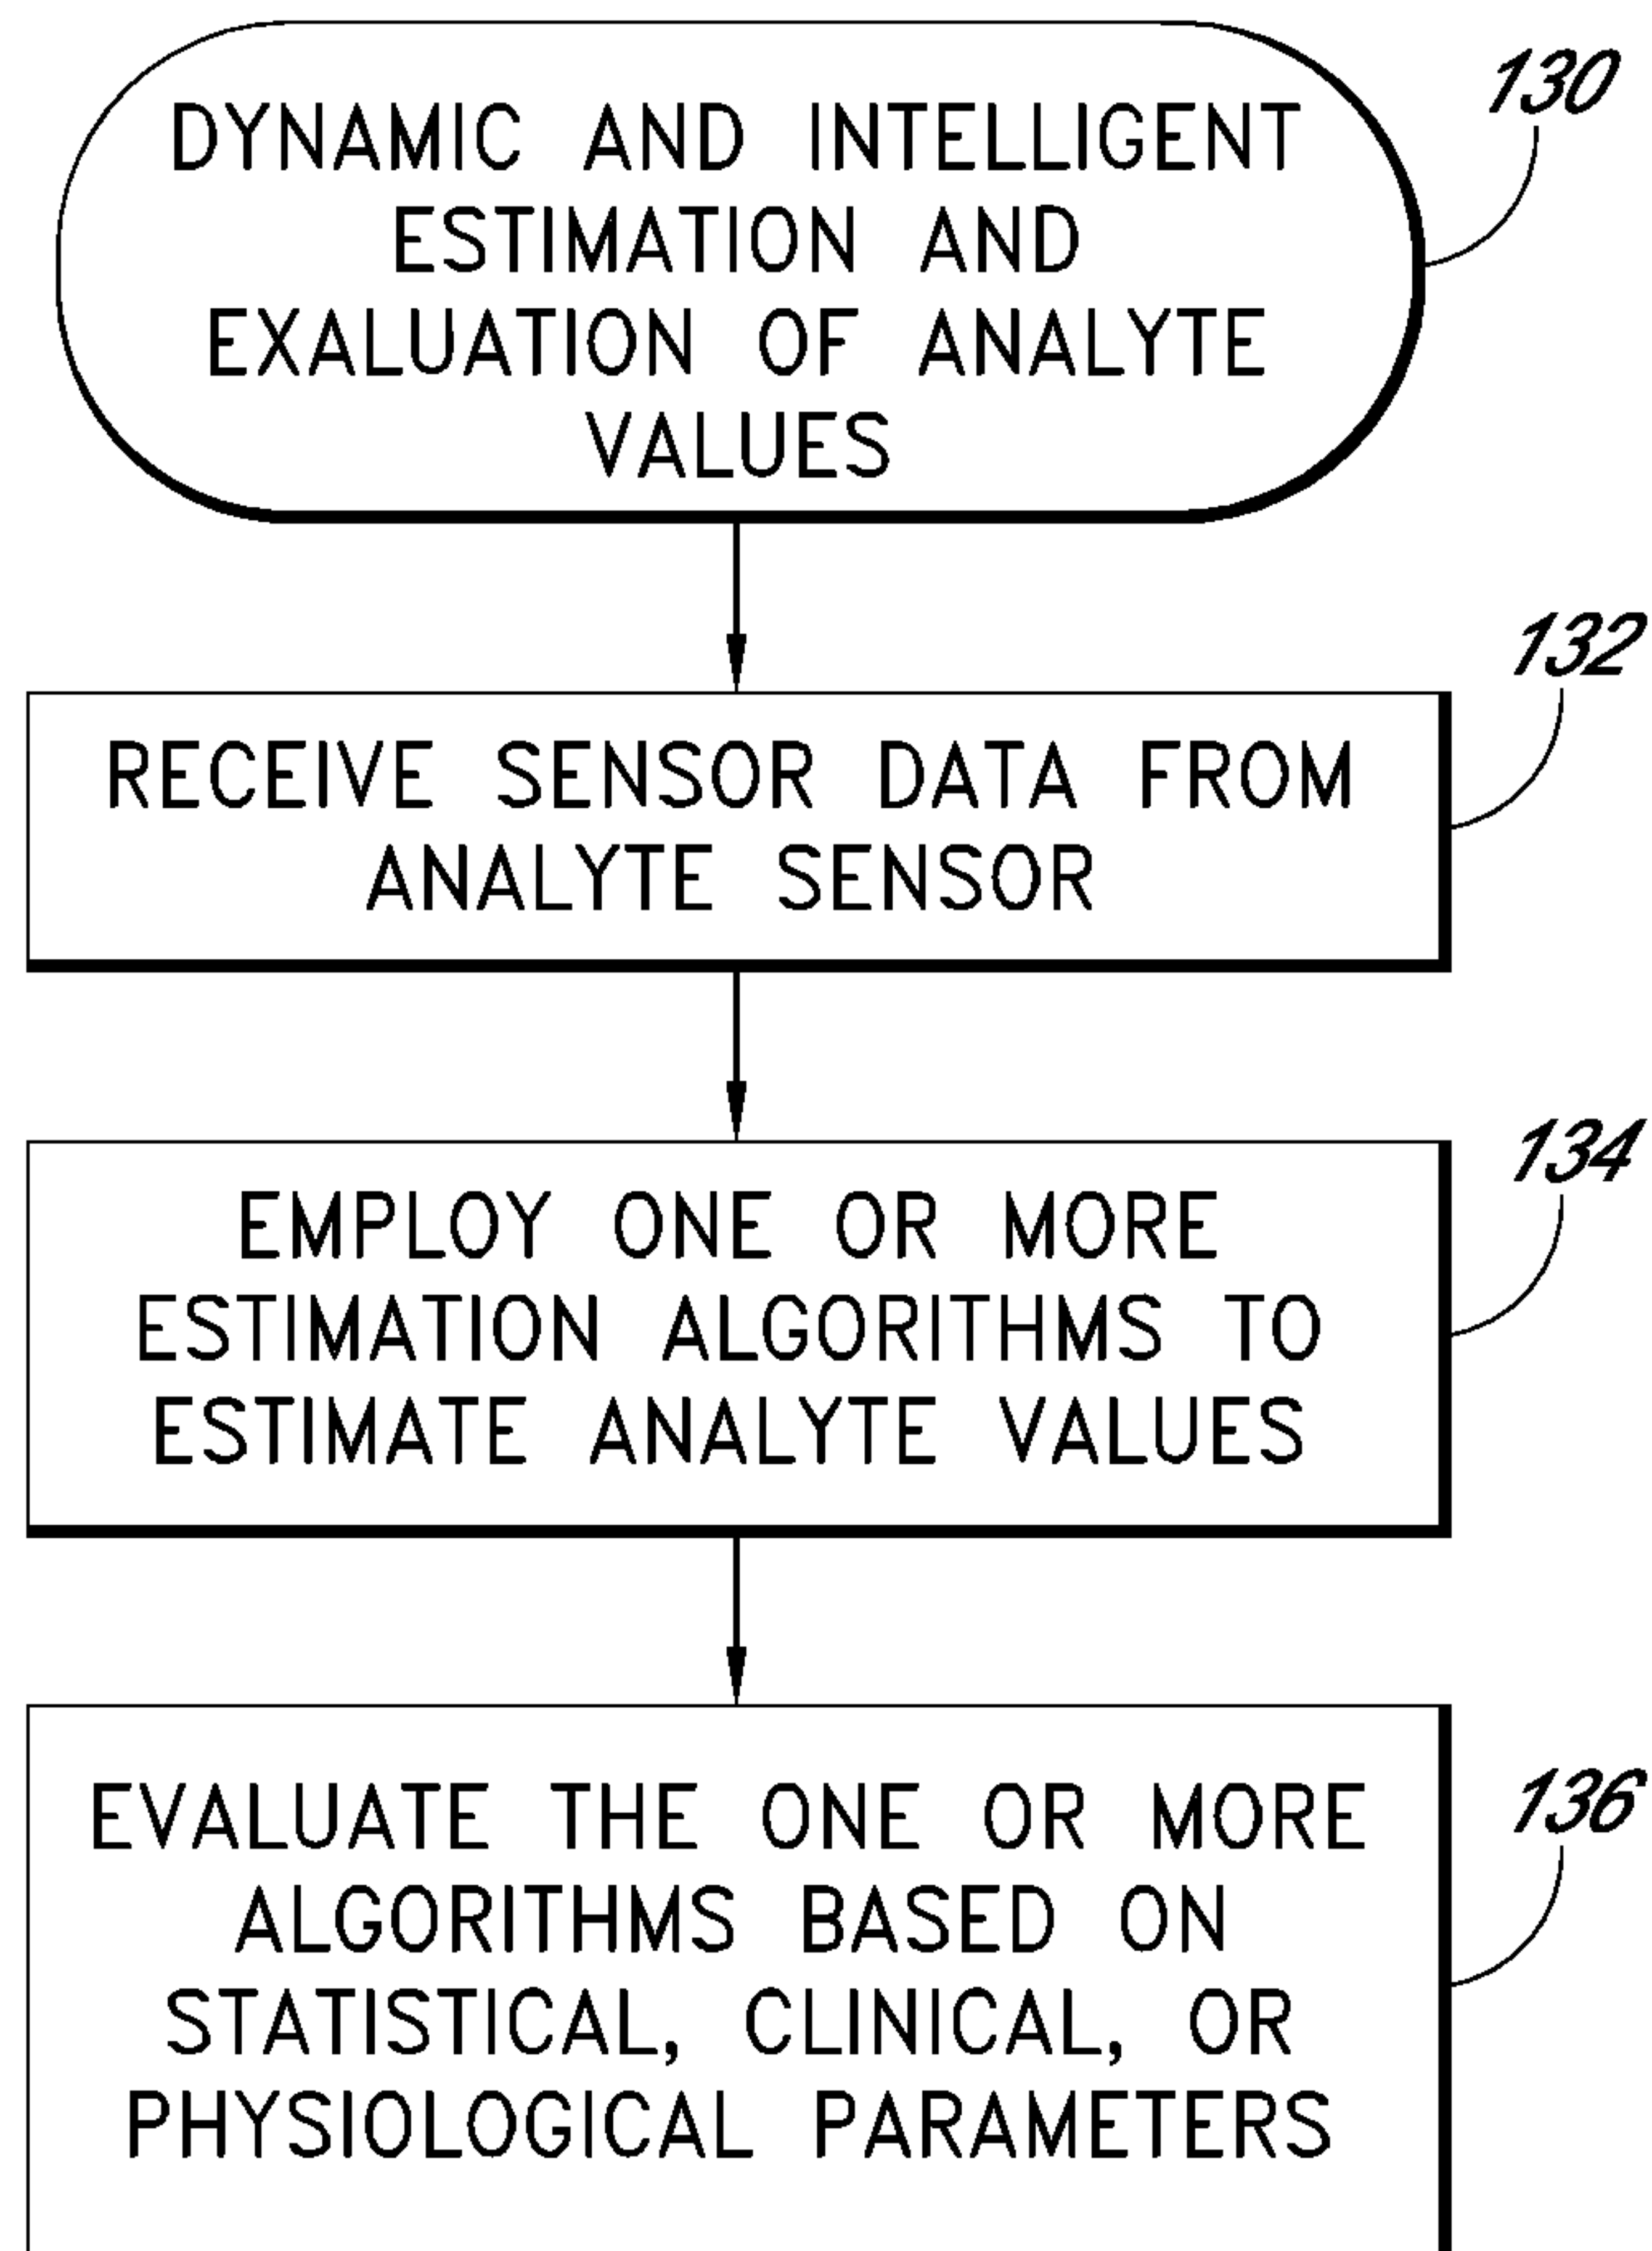 DYNAMIC AND INTELLIGENT
ESTIMATION AND
EXALUATION OF ANALYTE
VALUES
130
RECEIVE SENSOR DATA FROM
ANALYTE SENSOR
132
EMPLOY ONE OR MORE
ESTIMATION ALGORITHMS TO
ESTIMATE ANALYTE VALUES
134
EVALUATE THE ONE OR MORE
ALGORITHMS BASED ON
STATISTICAL, CLINICAL, OR
PHYSIOLOGICAL PARAMETERS
136